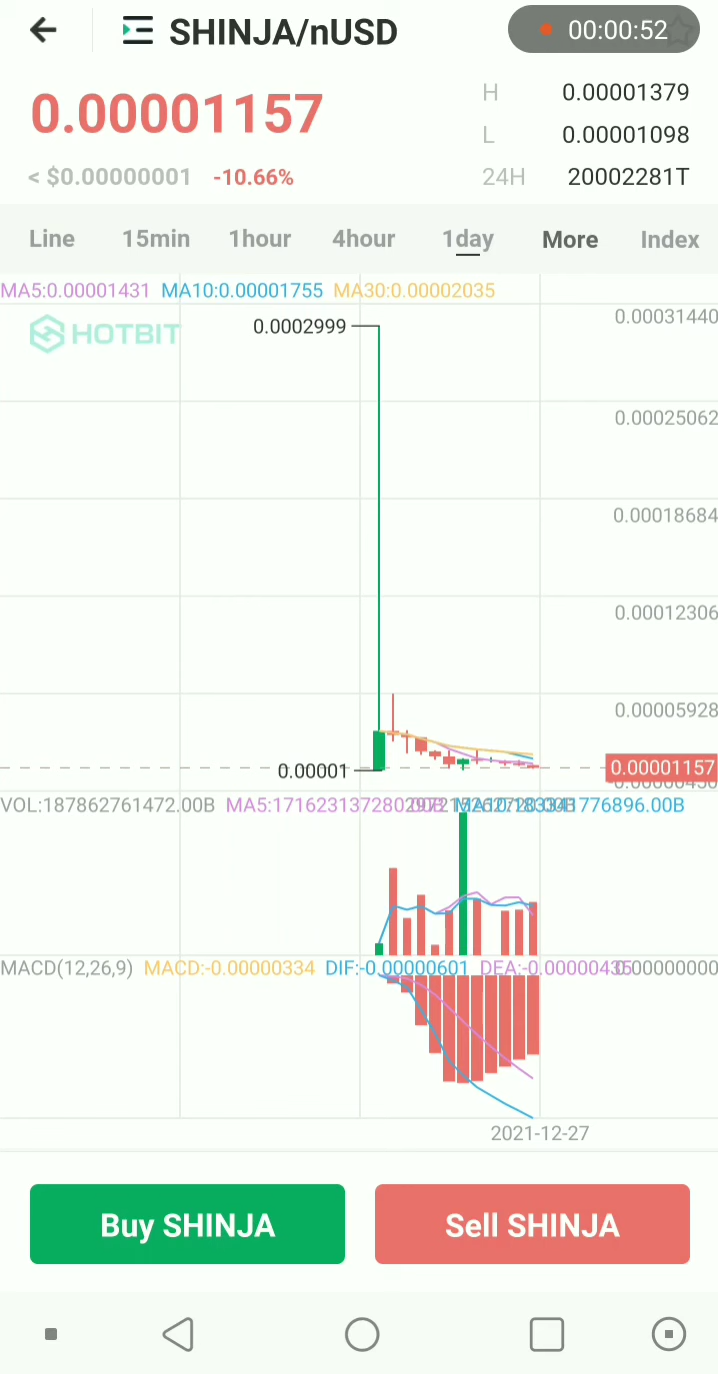 SHINJA/nUSD
00:00:52
0.00001157
H 0.00001379
L 0.00001098
< $0.00000001 -10.66%
24H 20002281T
Line 15min 1hour 4hour 1day More Index
MA5:0.00001431 MA10:0.00001755 MA30:0.00002035
0.00031440
HOTBIT
0.0002999
0.00025062
0.00018684
0.00012306
0.00005928
0.00001
0.00001157
VOL:187862761472.00B
MACD(12,26,9) MACD:-0.00000334 DIF:-0.00000601 DEA:-0.00000435
2021-12-27
Buy SHINJA
Sell SHINJA